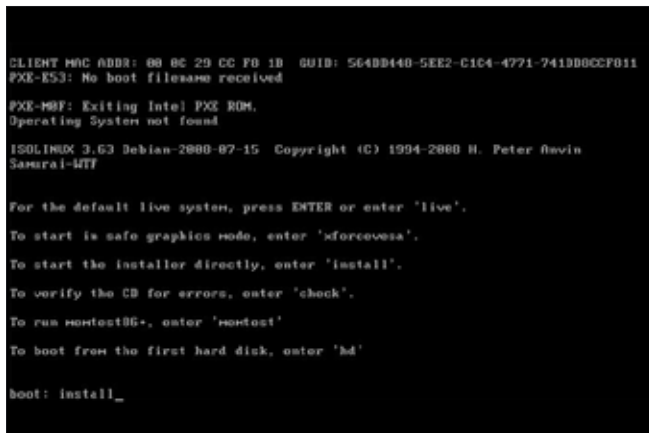 CLIENT MAC ADDR: 00 0C 29 CC F0 1D  GUID: 564DD440-5EE2-C1C4-4771-741DD0CCF011
PXE-E53: No boot filename received
PXE-M0F: Exiting Intel PXE ROM.
Operating System not found
ISOLINUX 3.63 Debian-2008-07-15  Copyright (C) 1994-2008 H. Peter Anvin
Samurai-WTF
For the default live system, press ENTER or enter 'live'.
To start in safe graphics mode, enter 'xforcevesa'.
To start the installer directly, enter 'install'.
To verify the CD for errors, enter 'check'.
To run memtest86+, enter 'memtest'
To boot from the first hard disk, enter 'hd'
boot: install_